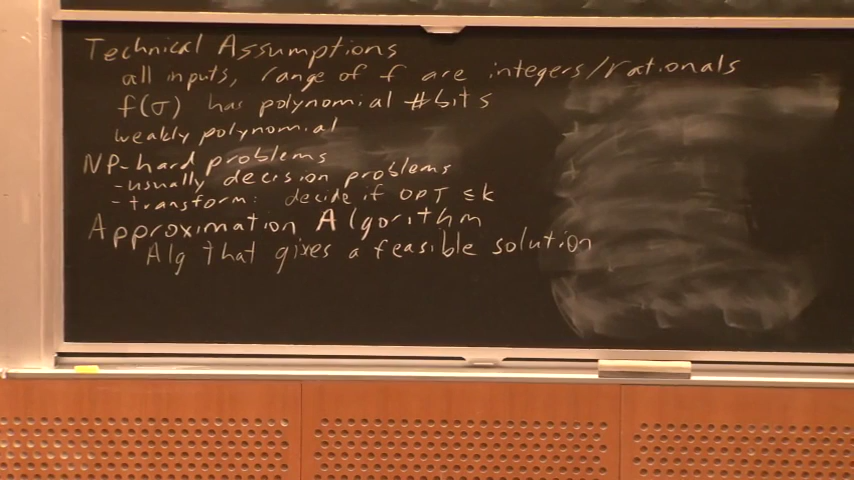 Technical Assumptions
all inputs, range of f are integers/rationals
f(σ) has polynomial #bits
weakly polynomial
NP-hard problems
- usually decision problems
- transform: decide if OPT ≤ k
Approximation Algorithm
Alg that gives a feasible solution